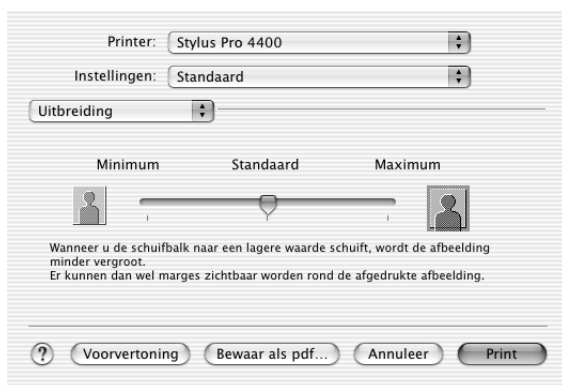 Printer: Stylus Pro 4400
Instellingen: Standaard
Uitbreiding
Minimum Standaard Maximum
Wanneer u de schuifbalk naar een lagere waarde schuift, wordt de afbeelding
minder vergroot.
Er kunnen dan wel marges zichtbaar worden rond de afgedrukte afbeelding.
? Voorvertoning Bewaar als pdf... Annuleer Print